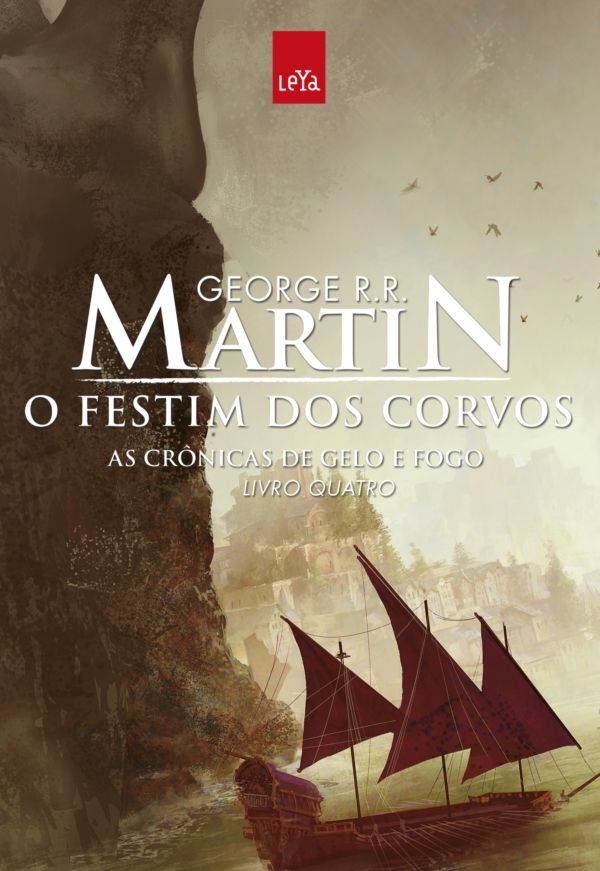 LeYa
GEORGE R.R.
MARTIN
O FESTIM DOS CORVOS
AS CRÔNICAS DE GELO E FOGO
LIVRO QUATRO